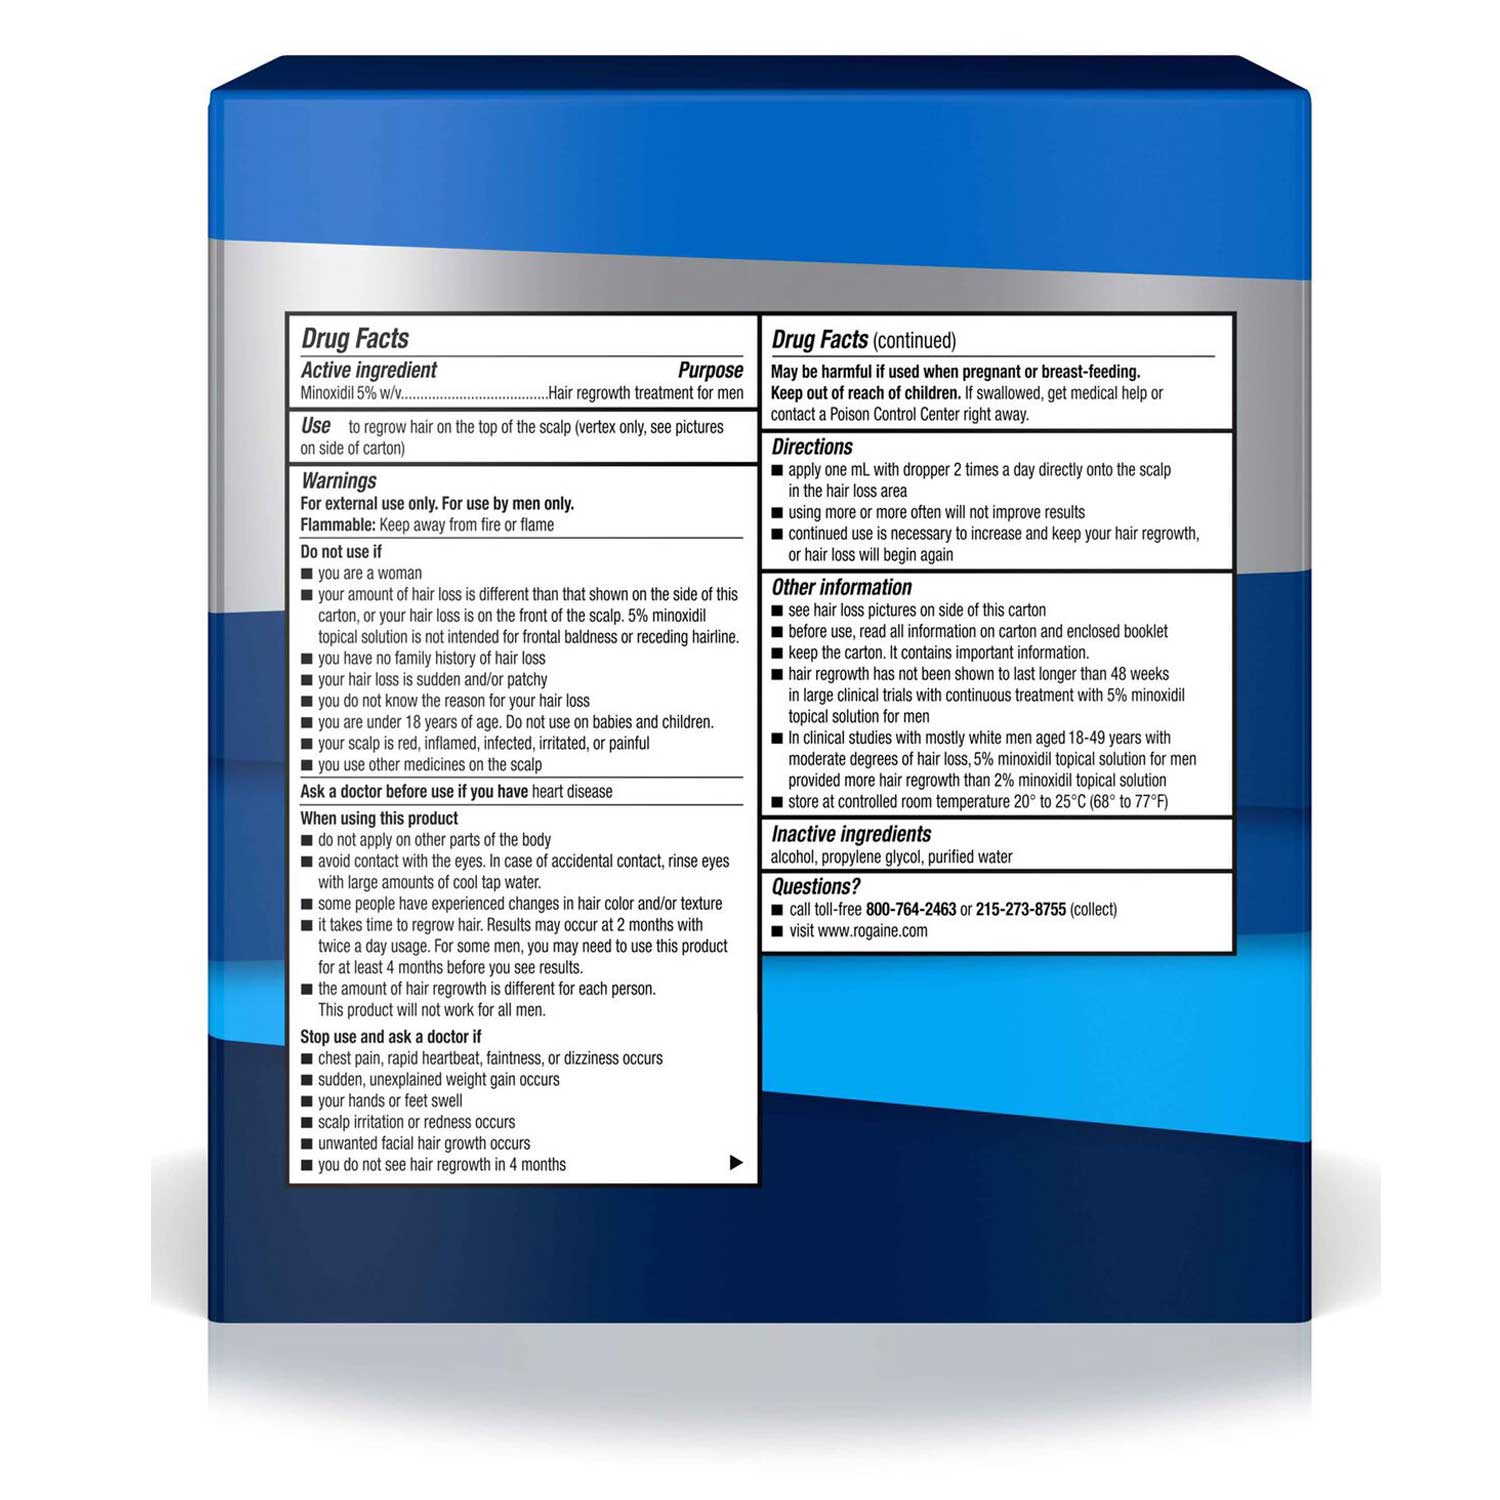 Drug Facts
Active ingredient Purpose
Minoxidil 5% w/v......................................Hair regrowth treatment for men
Use to regrow hair on the top of the scalp (vertex only, see pictures
on side of carton)
Warnings
For external use only. For use by men only.
Flammable: Keep away from fire or flame
Do not use if
■ you are a woman
■ your amount of hair loss is different than that shown on the side of this
carton, or your hair loss is on the front of the scalp. 5% minoxidil
topical solution is not intended for frontal baldness or receding hairline.
■ you have no family history of hair loss
■ your hair loss is sudden and/or patchy
■ you do not know the reason for your hair loss
■ you are under 18 years of age. Do not use on babies and children.
■ your scalp is red, inflamed, infected, irritated, or painful
■ you use other medicines on the scalp
Ask a doctor before use if you have heart disease
When using this product
■ do not apply on other parts of the body
■ avoid contact with the eyes. In case of accidental contact, rinse eyes
with large amounts of cool tap water.
■ some people have experienced changes in hair color and/or texture
■ it takes time to regrow hair. Results may occur at 2 months with
twice a day usage. For some men, you may need to use this product
for at least 4 months before you see results.
■ the amount of hair regrowth is different for each person.
This product will not work for all men.
Stop use and ask a doctor if
■ chest pain, rapid heartbeat, faintness, or dizziness occurs
■ sudden, unexplained weight gain occurs
■ your hands or feet swell
■ scalp irritation or redness occurs
■ unwanted facial hair growth occurs
■ you do not see hair regrowth in 4 months
Drug Facts (continued)
May be harmful if used when pregnant or breast-feeding.
Keep out of reach of children. If swallowed, get medical help or
contact a Poison Control Center right away.
Directions
■ apply one mL with dropper 2 times a day directly onto the scalp
in the hair loss area
■ using more or more often will not improve results
■ continued use is necessary to increase and keep your hair regrowth,
or hair loss will begin again
Other information
■ see hair loss pictures on side of this carton
■ before use, read all information on carton and enclosed booklet
■ keep the carton. It contains important information.
■ hair regrowth has not been shown to last longer than 48 weeks
in large clinical trials with continuous treatment with 5% minoxidil
topical solution for men
■ In clinical studies with mostly white men aged 18-49 years with
moderate degrees of hair loss, 5% minoxidil topical solution for men
provided more hair regrowth than 2% minoxidil topical solution
■ store at controlled room temperature 20° to 25°C (68° to 77°F)
Inactive ingredients
alcohol, propylene glycol, purified water
Questions?
■ call toll-free 800-764-2463 or 215-273-8755 (collect)
■ visit www.rogaine.com